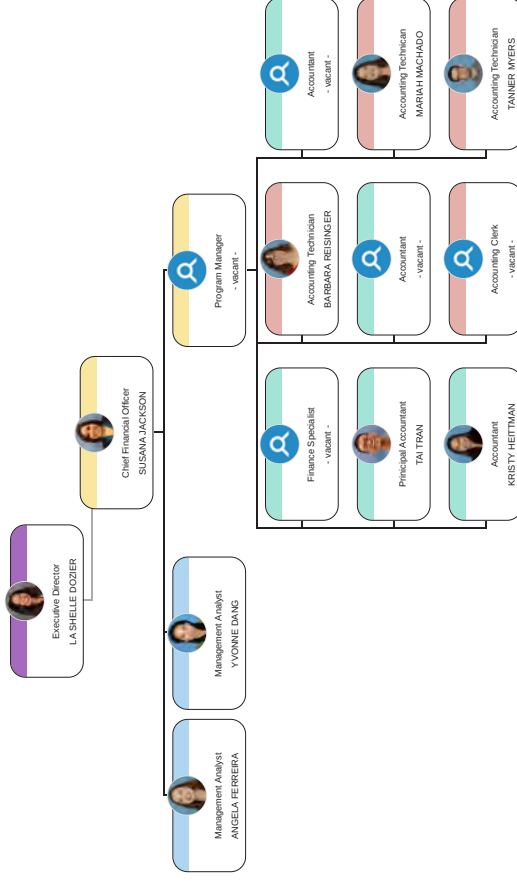 Executive Director
LA SHELLE DOZIER
Chief Financial Officer
SUSANA JACKSON
Management Analyst
ANGELA FERREIRA
Management Analyst
YVONNE DANG
Program Manager
- vacant -
Finance Specialist
- vacant -
Accounting Technician
BARBARA REISINGER
Accountant
- vacant -
Prinicipal Accountant
TAI TRAN
Accountant
- vacant -
Accounting Technican
MARIAH MACHADO
Accountant
KRISTY HEITTMAN
Accounting Clerk
- vacant -
Accounting Technician
TANNER MYERS